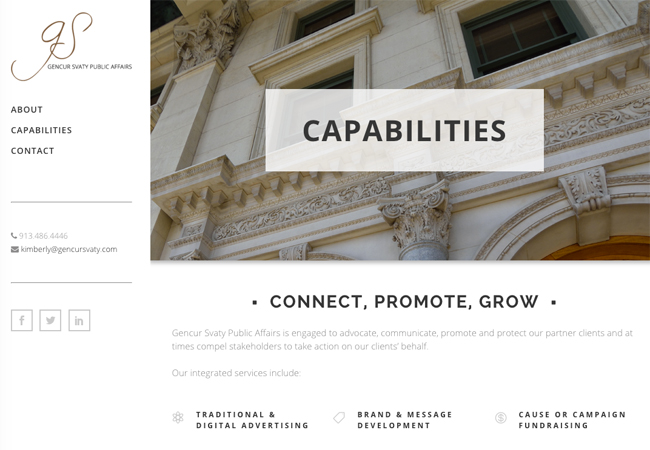 gS
GENCUR SVATY PUBLIC AFFAIRS
ABOUT
CAPABILITIES
CONTACT
913.486.4446
kimberly@gencursvaty.com
CAPABILITIES
CONNECT, PROMOTE, GROW
Gencur Svaty Public Affairs is engaged to advocate, communicate, promote and protect our partner clients and at
times compel stakeholders to take action on our clients' behalf.
Our integrated services include:
TRADITIONAL &
DIGITAL ADVERTISING
BRAND & MESSAGE
DEVELOPMENT
CAUSE OR CAMPAIGN
FUNDRAISING